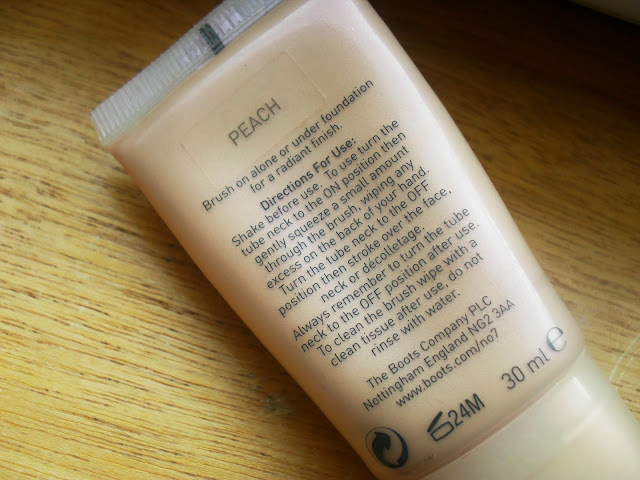 PEACH
Brush on alone or under foundation
for a radiant finish.
Directions For Use:
Shake before use. To use turn the
tube neck to the ON position then
gently squeeze a small amount
through the brush, wiping any
excess on the back of your hand.
Turn the tube neck to the OFF
position then stroke over the face,
neck or décolletage.
Always remember to turn the tube
neck to the OFF position after use.
To clean the brush wipe with a
clean tissue after use, do not
rinse with water.
The Boots Company PLC
Nottingham England NG2 3AA
www.boots.com/no7
30 ml ℮
24M